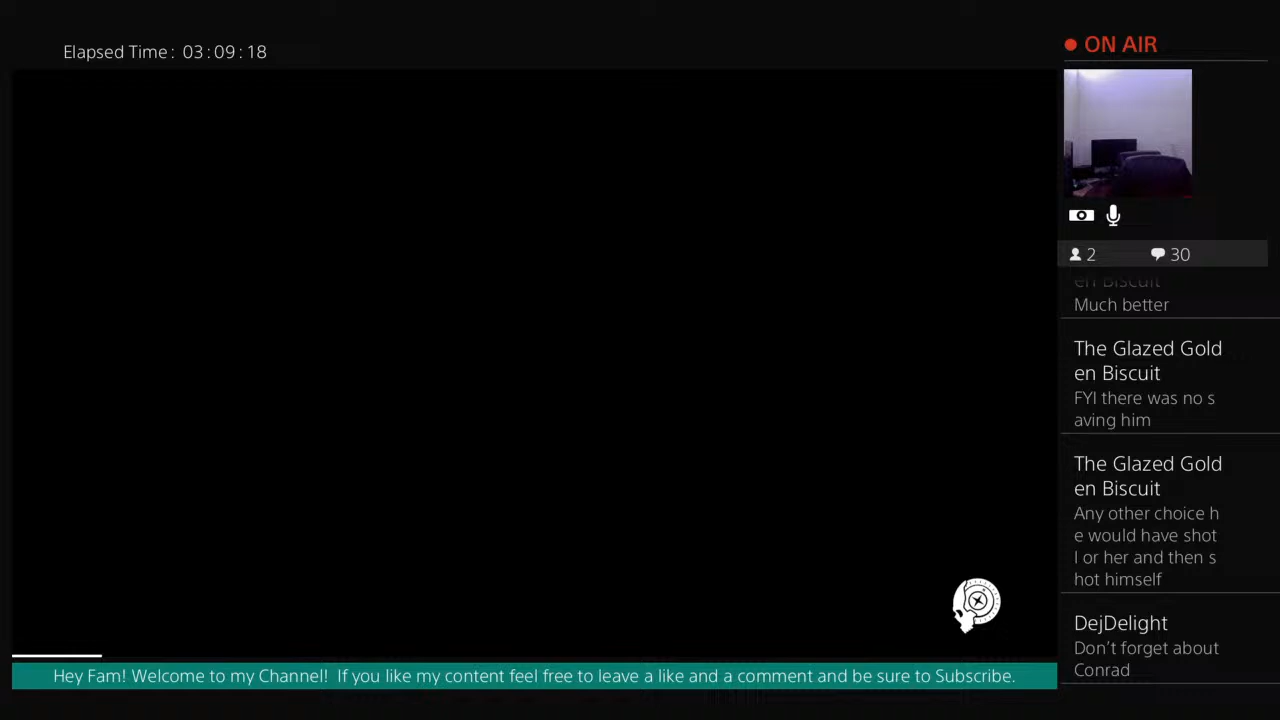 Elapsed Time: 03:09:18
ON AIR
2 30
en Biscuit
Much better
The Glazed Gold
en Biscuit
FYI there was no s
aving him
The Glazed Gold
en Biscuit
Any other choice h
e would have shot
l or her and then s
hot himself
DejDelight
Don't forget about
Conrad
Hey Fam! Welcome to my Channel! If you like my content feel free to leave a like and a comment and be sure to Subscribe.